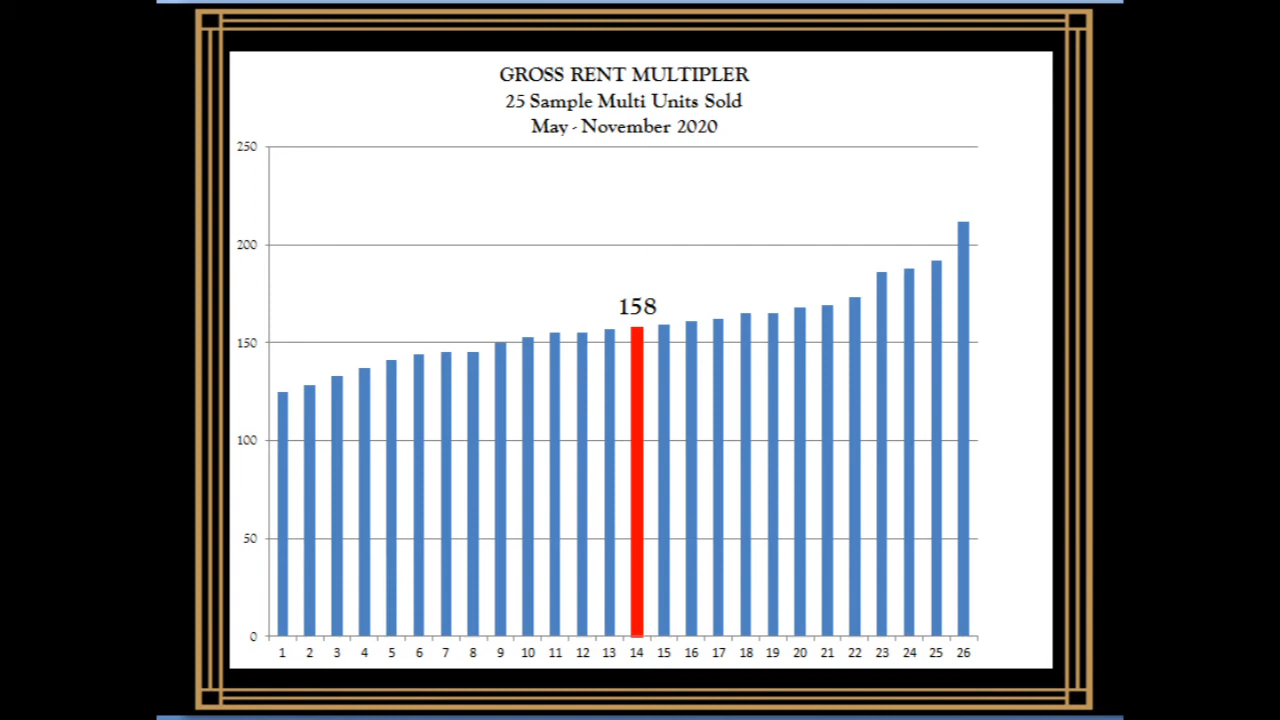 GROSS RENT MULTIPLER
25 Sample Multi Units Sold
May - November 2020
250
200
158
150
100
50
0
1 2 3 4 5 6 7 8 9 10 11 12 13 14 15 16 17 18 19 20 21 22 23 24 25 26